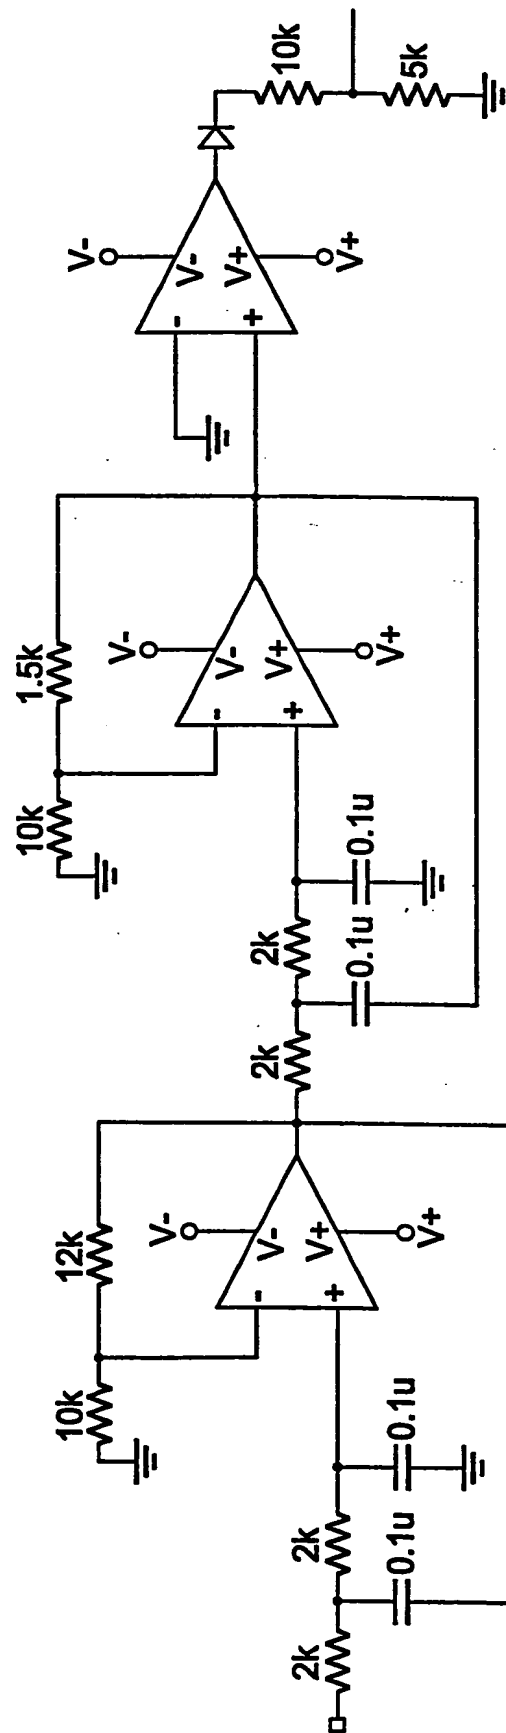 10k
12k
V-
V-
-
+
V+
V+
2k
2k
0.1u
0.1u
10k
1.5k
V-
V-
-
+
V+
V+
2k
2k
0.1u
0.1u
V-
V-
-
+
V+
V+
10k
5k